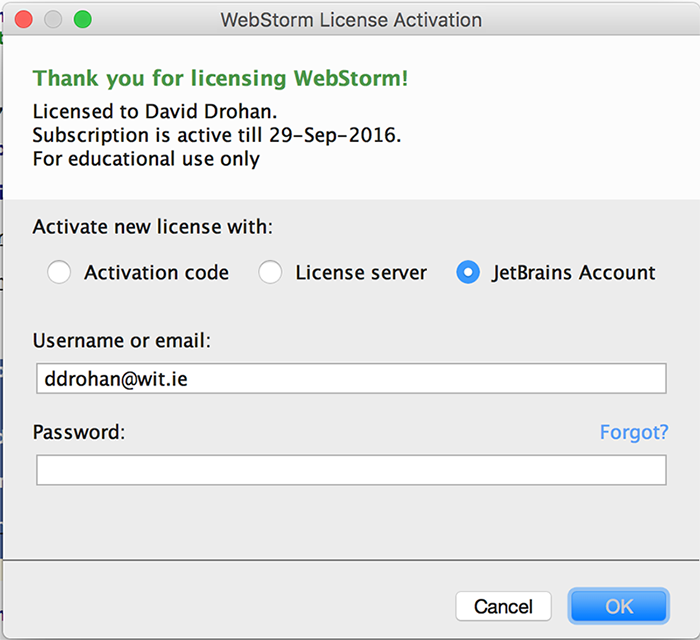 WebStorm License Activation
Thank you for licensing WebStorm!
Licensed to David Drohan.
Subscription is active till 29-Sep-2016.
For educational use only
Activate new license with:
Activation code License server JetBrains Account
Username or email:
ddrohan@wit.ie
Password: Forgot?
Cancel OK